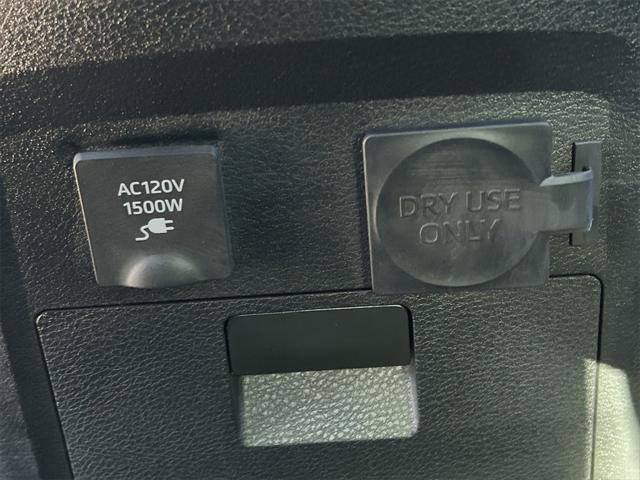 AC120V
1500W
DRY USE
ONLY